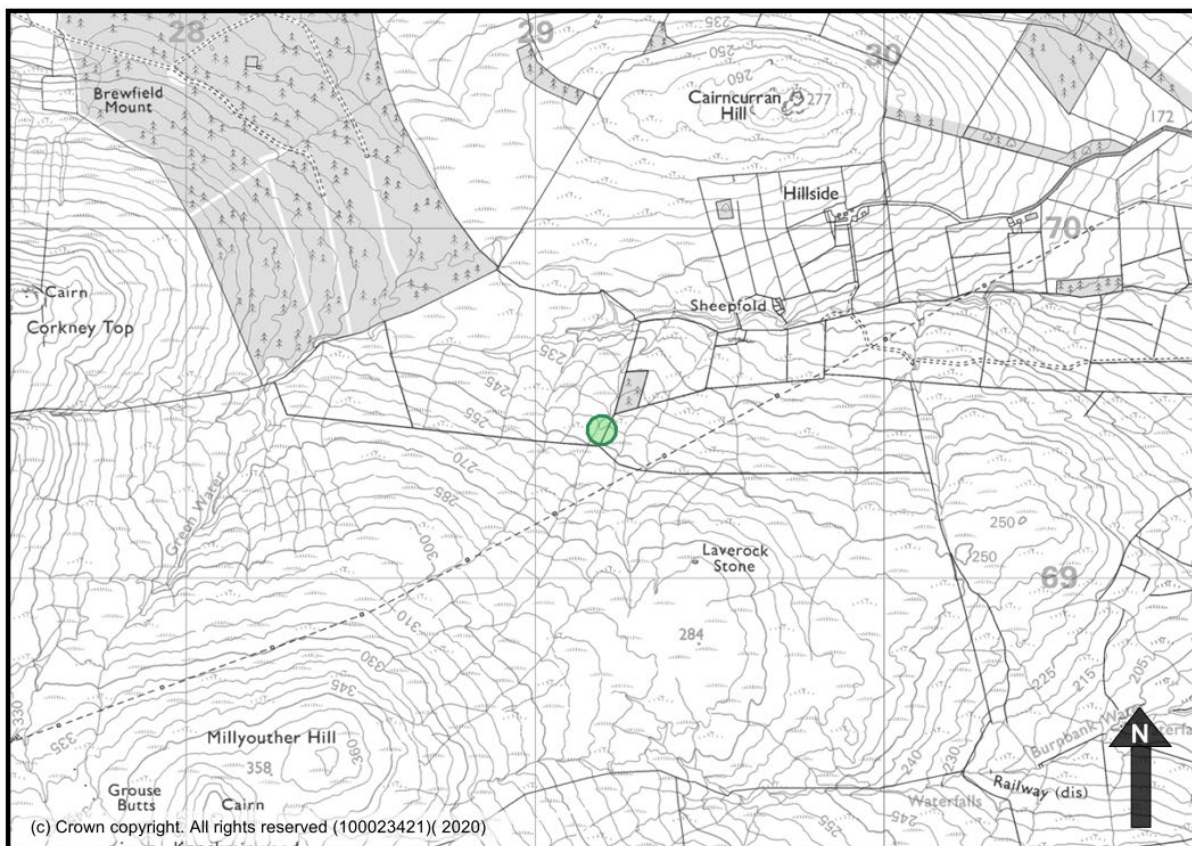 28
29
30
235
250
260
Brewfield
Mount
Cairncurran
Hill
277
172
Hillside
70
Cairn
Corkney Top
Sheepfold
235
245
255
270
285
Green Water
300
310
250
250
Laverock
Stone
69
284
330
345
225
215
205
330
335
Millyouther Hill
360
358
Burnbank
N
240
230
Railway (dis)
Grouse
Butts
Cairn
345
Waterfalls
245
255
(c) Crown copyright. All rights reserved (100023421)( 2020)